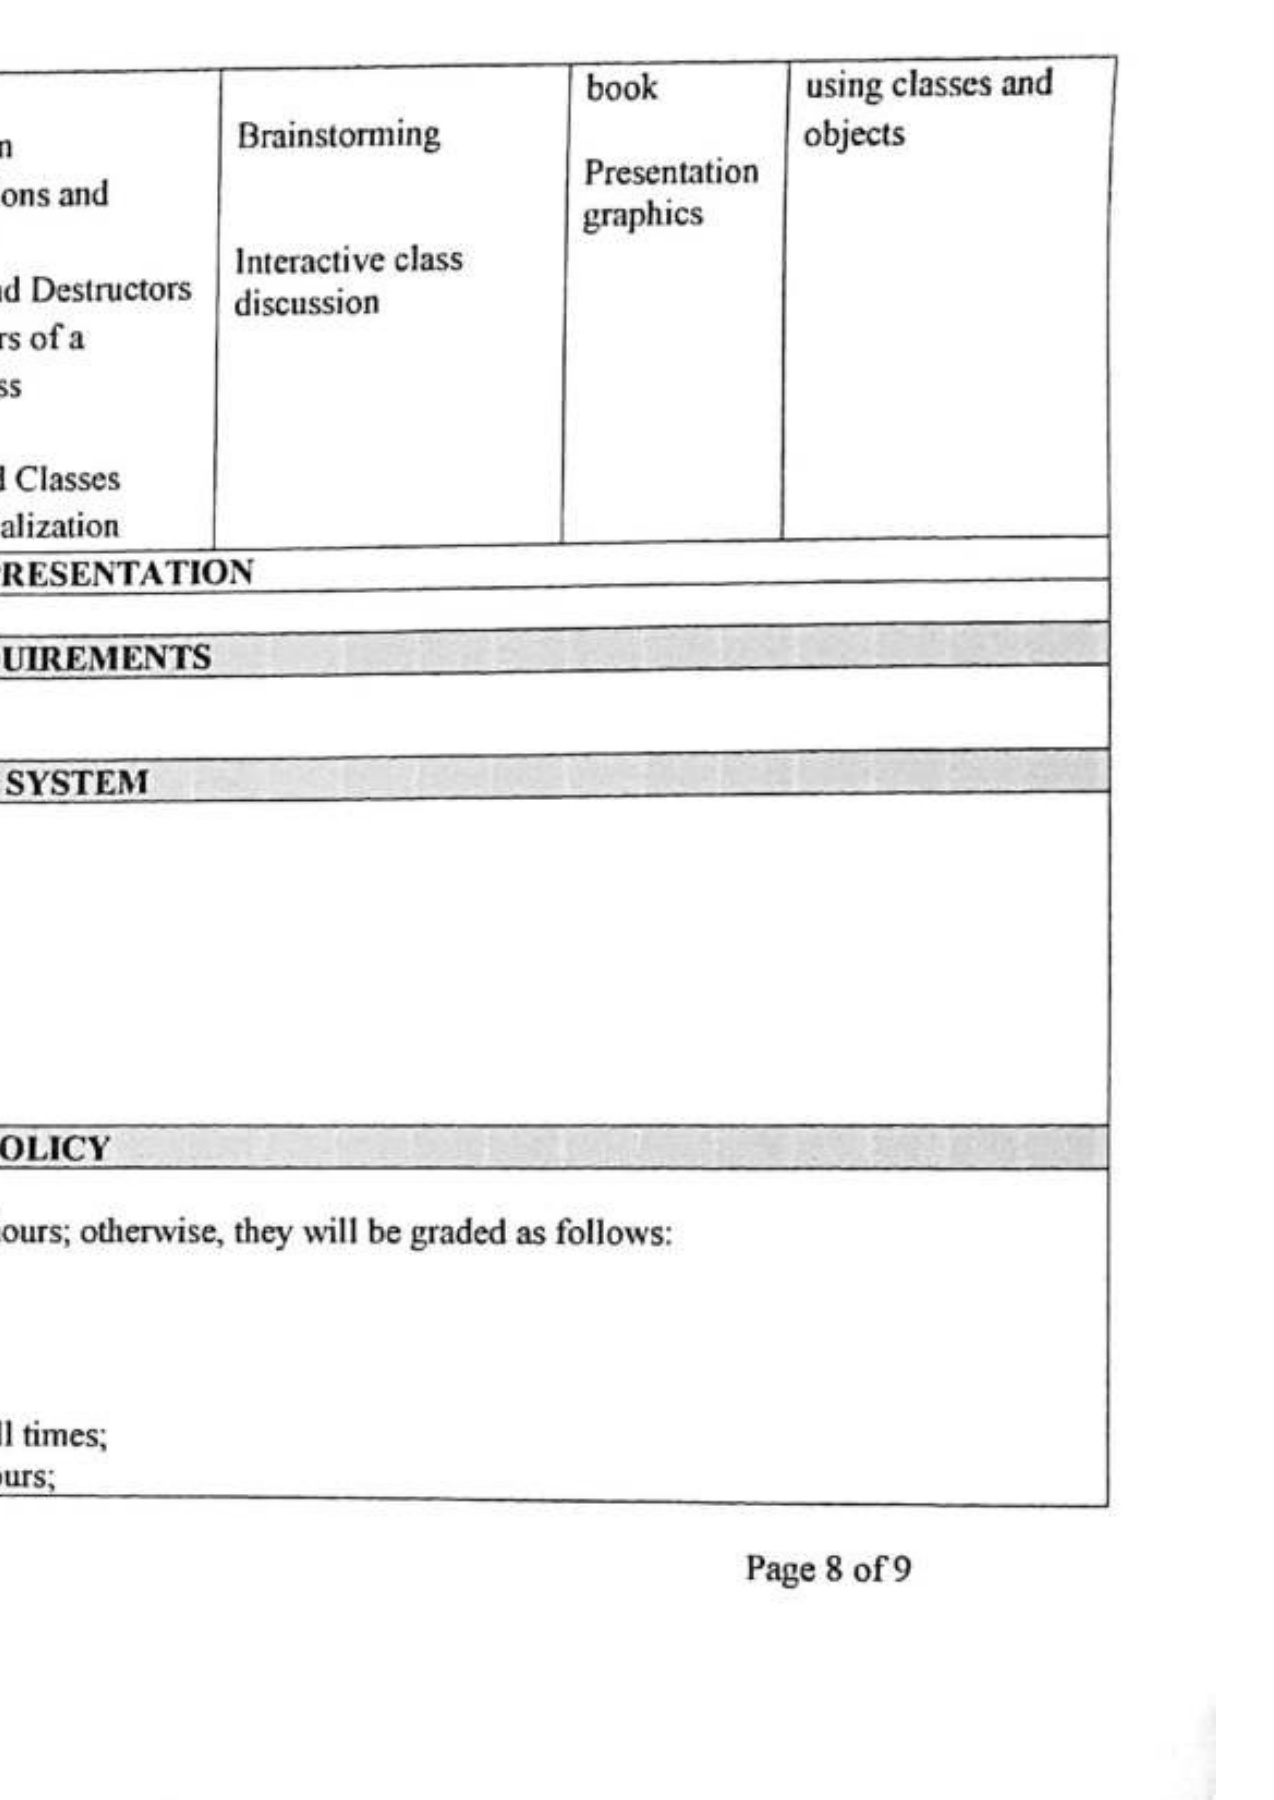 book
using classes and
objects
Brainstorming
Presentation
graphics
Interactive class
discussion
n
ons and
d Destructors
rs of a
ss
d Classes
alization
RESENTATION
UIREMENTS
SYSTEM
OLICY
ours; otherwise, they will be graded as follows:
ll times;
ours;
Page 8 of 9